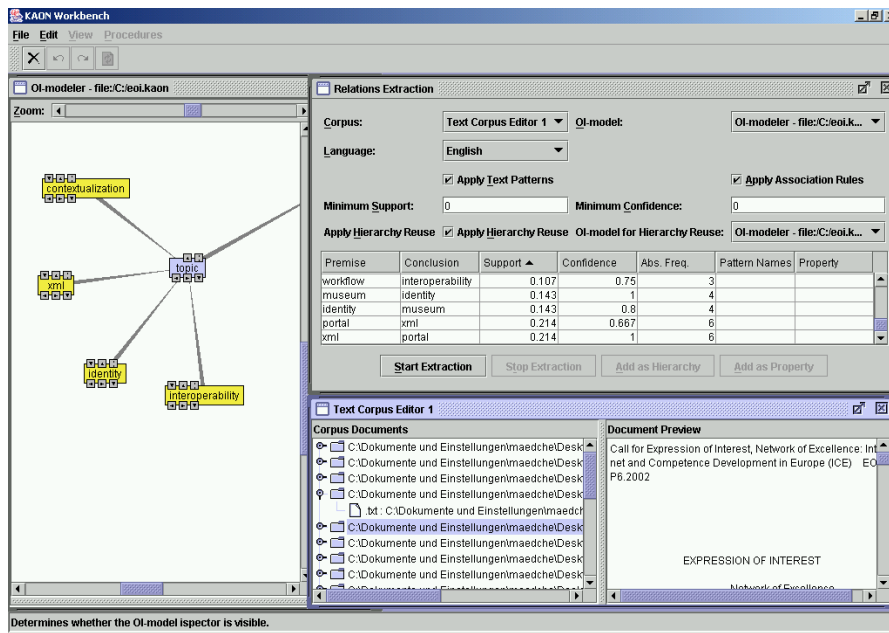 KAON Workbench
File Edit View Procedures
OI-modeler - file:/C:/eoi.kaon
Zoom:
contextualization
topic
xml
identity
interoperability
Relations Extraction
Corpus: Text Corpus Editor 1 OI-model: OI-modeler - file:/C:/eoi.k...
Language: English
Apply Text Patterns Apply Association Rules
Minimum Support: 0 Minimum Confidence: 0
Apply Hierarchy Reuse Apply Hierarchy Reuse OI-model for Hierarchy Reuse: OI-modeler - file:/C:/eoi.k...
Premise Conclusion Support Confidence Abs. Freq. Pattern Names Property
workflow interoperability 0.107 0.75 3
museum identity 0.143 1 4
identity museum 0.143 0.8 4
portal xml 0.214 0.667 6
xml portal 0.214 1 6
Start Extraction Stop Extraction Add as Hierarchy Add as Property
Text Corpus Editor 1
Corpus Documents
C:\Dokumente und Einstellungen\maedche\Desk
C:\Dokumente und Einstellungen\maedche\Desk
C:\Dokumente und Einstellungen\maedche\Desk
C:\Dokumente und Einstellungen\maedche\Desk
.txt : C:\Dokumente und Einstellungen\maedch
C:\Dokumente und Einstellungen\maedche\Desk
C:\Dokumente und Einstellungen\maedche\Desk
C:\Dokumente und Einstellungen\maedche\Desk
C:\Dokumente und Einstellungen\maedche\Desk
Document Preview
Call for Expression of Interest, Network of Excellence: Int
net and Competence Development in Europe (ICE) EO
P6.2002
EXPRESSION OF INTEREST
Network of Excellence
Determines whether the OI-model ispector is visible.